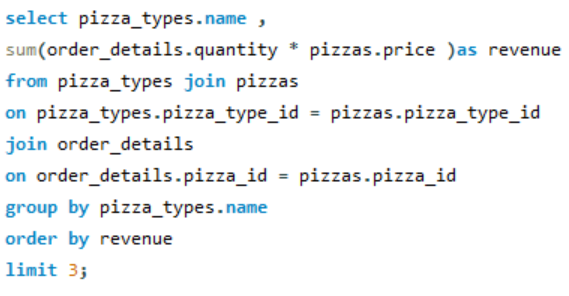 select pizza_types.name ,
sum(order_details.quantity * pizzas.price )as revenue
from pizza_types join pizzas
on pizza_types.pizza_type_id = pizzas.pizza_type_id
join order_details
on order_details.pizza_id = pizzas.pizza_id
group by pizza_types.name
order by revenue
limit 3;